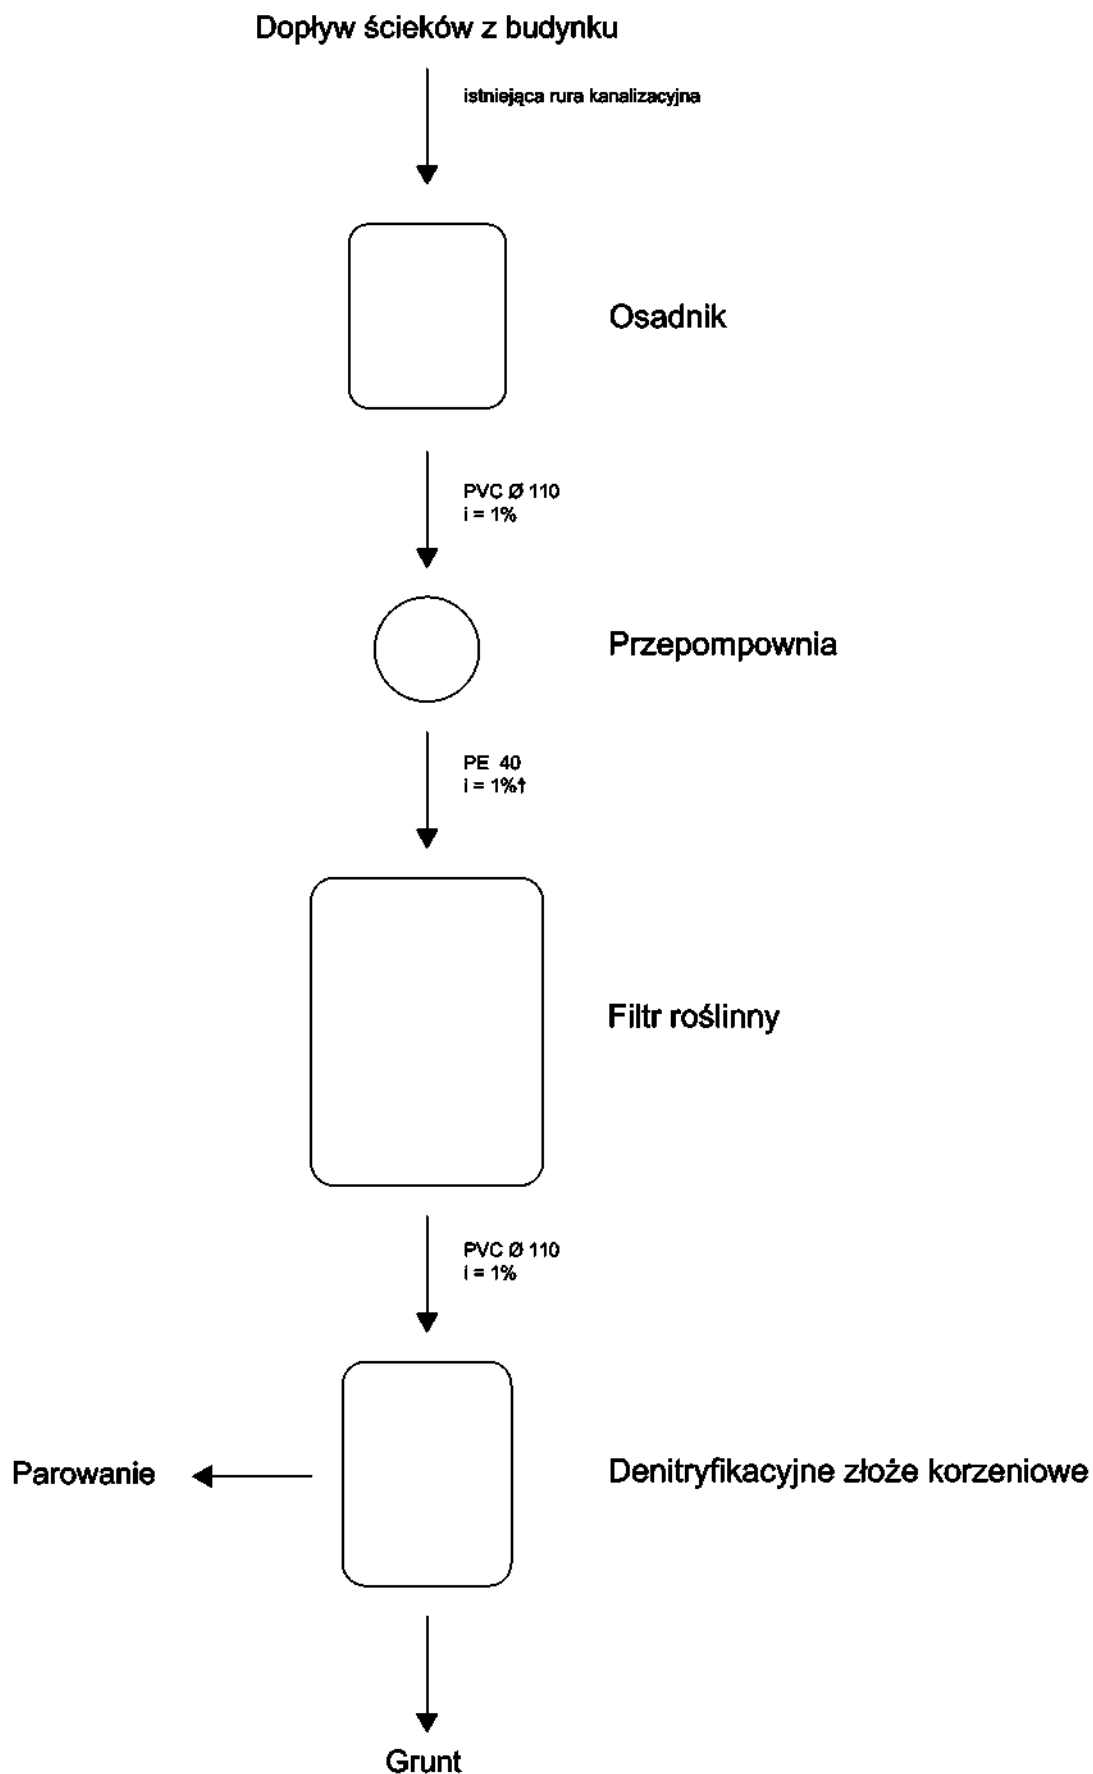 Dopływ ścieków z budynku
istniejąca rura kanalizacyjna
Osadnik
PVC Ø 110
i = 1%
Przepompownia
PE 40
i = 1%↑
Filtr roślinny
PVC Ø 110
i = 1%
Parowanie
Denitryfikacyjne złoże korzeniowe
Grunt